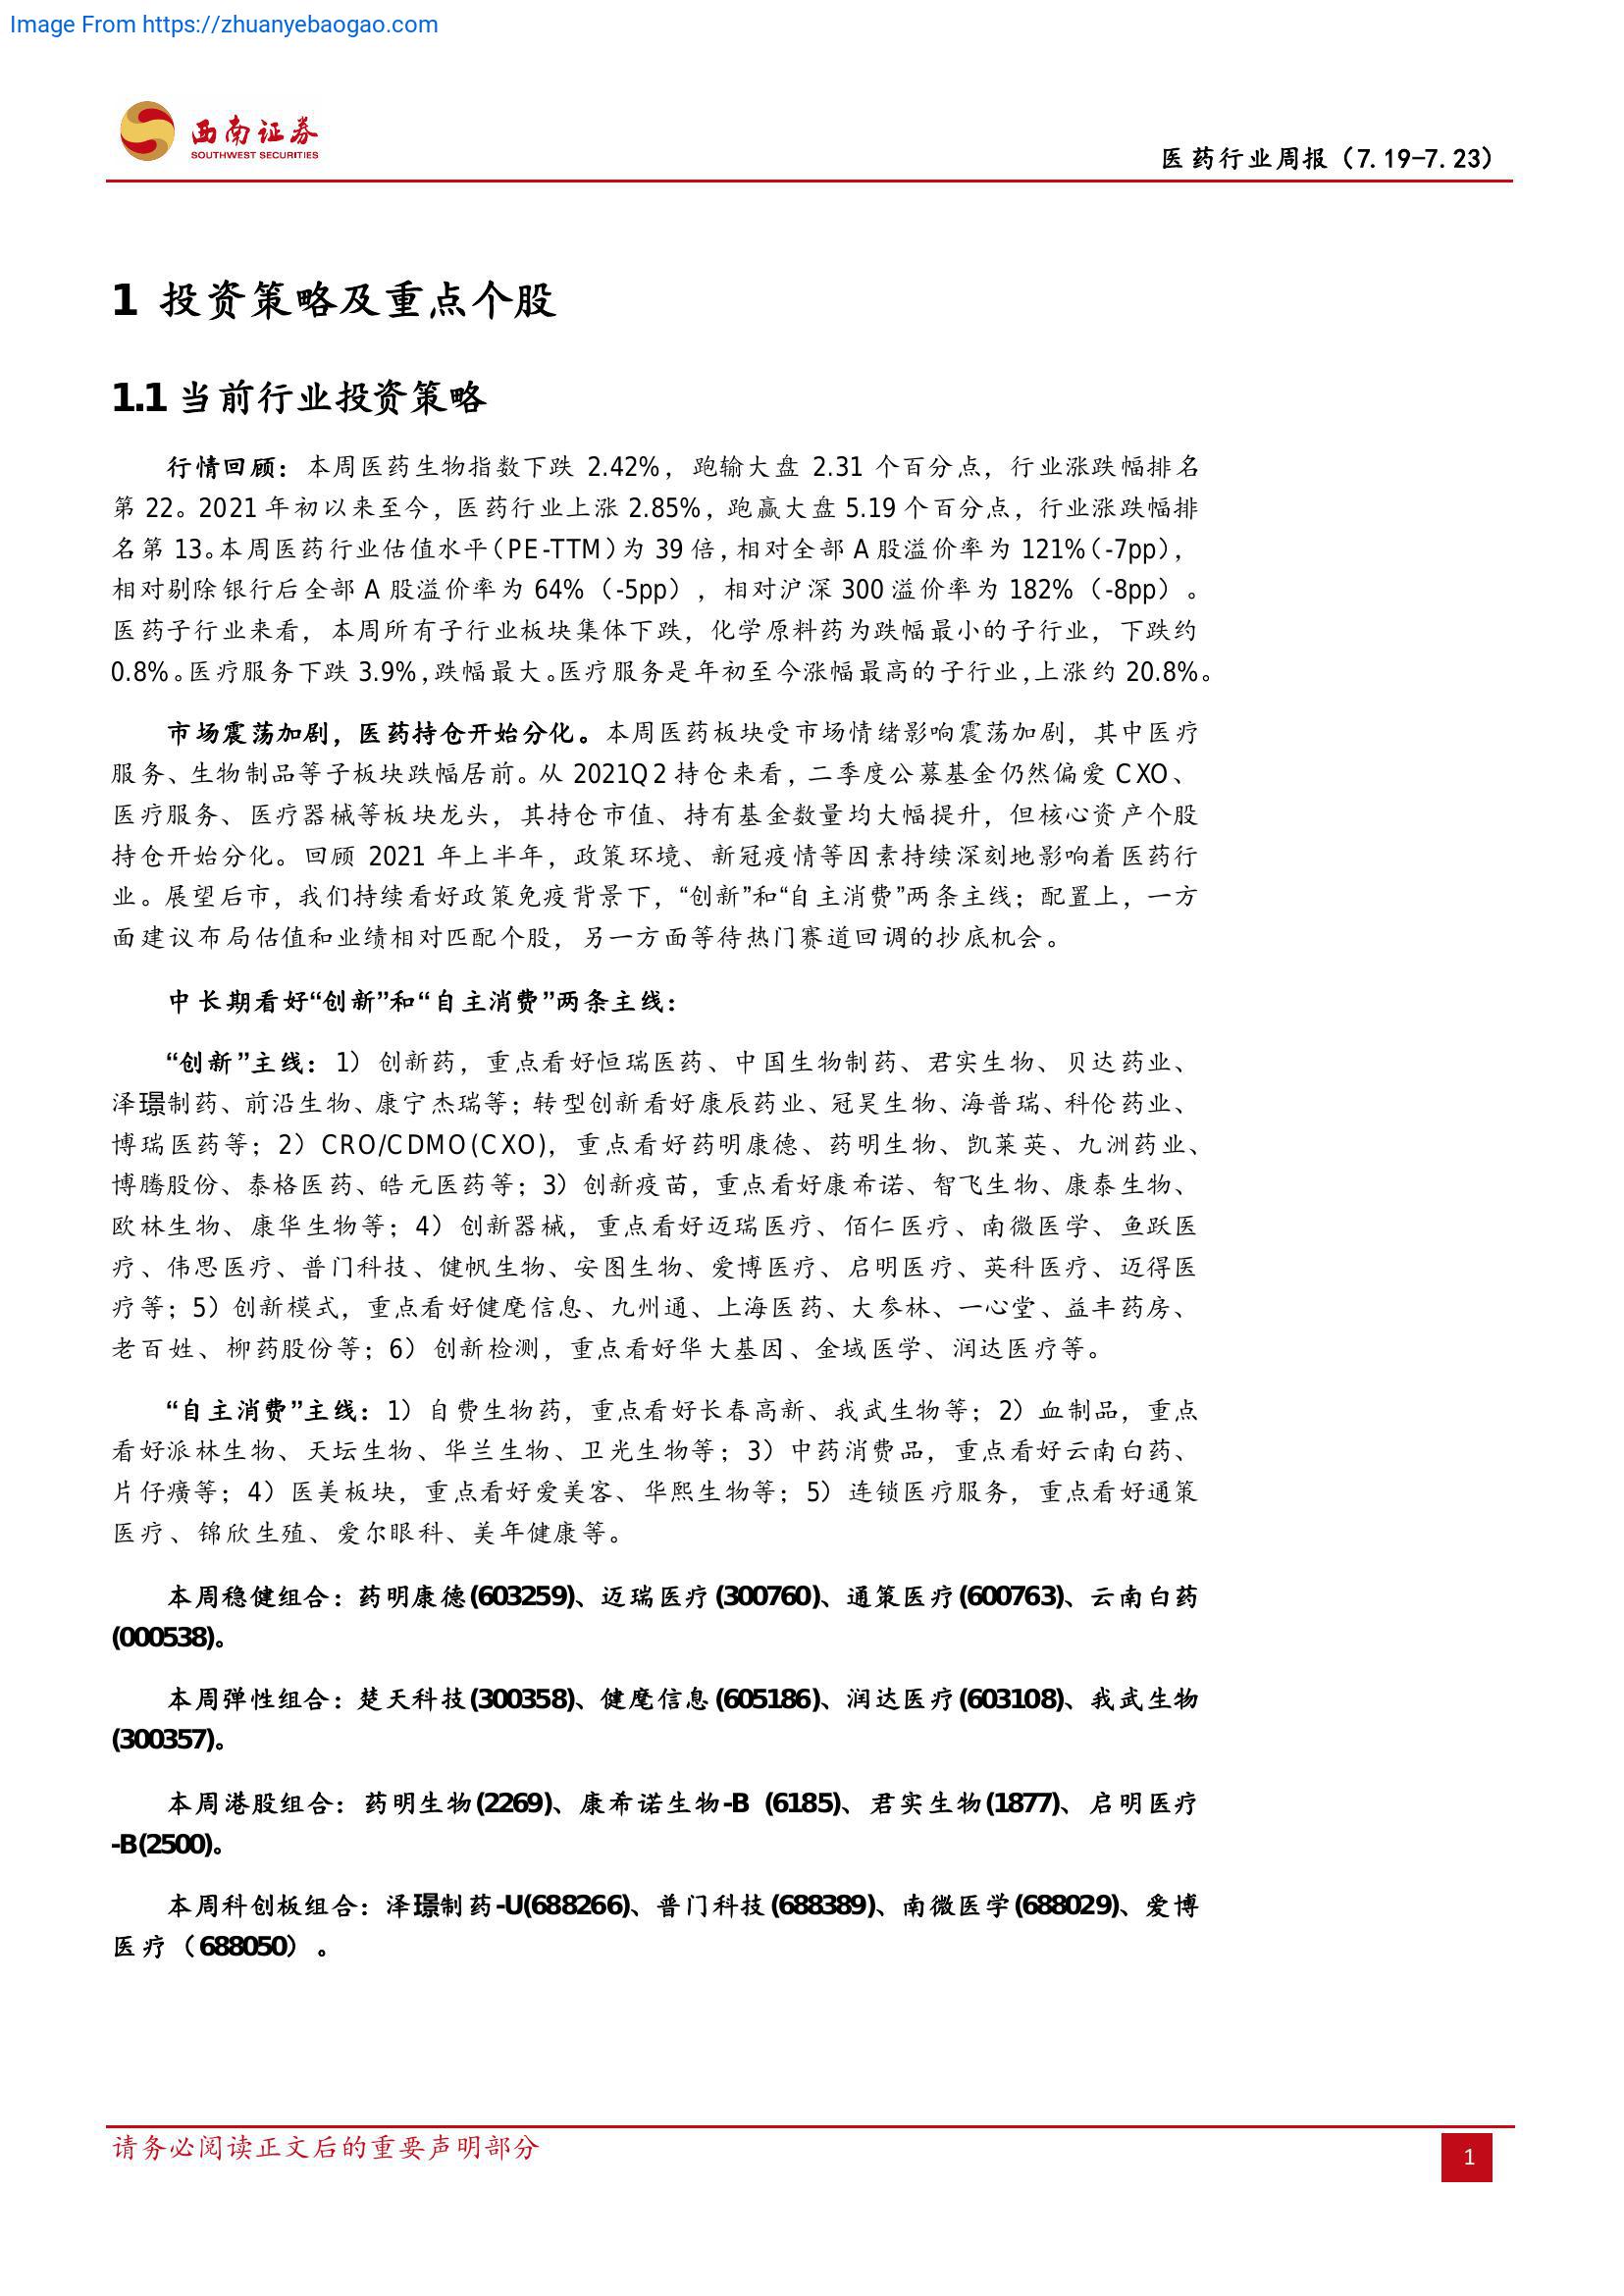 Image From https://zhuanyebaogao.com
西南证券
SOUTHWEST SECURITIES
医药行业周报（7.19-7.23）
1 投资策略及重点个股
1.1 当前行业投资策略
行情回顾：本周医药生物指数下跌 2.42%，跑输大盘 2.31 个百分点，行业涨跌幅排名
第 22。2021 年初以来至今，医药行业上涨 2.85%，跑赢大盘 5.19 个百分点，行业涨跌幅排
名第 13。本周医药行业估值水平（PE-TTM）为 39 倍，相对全部 A 股溢价率为 121%（-7pp），
相对剔除银行后全部 A 股溢价率为 64%（-5pp），相对沪深 300 溢价率为 182%（-8pp）。
医药子行业来看，本周所有子行业板块集体下跌，化学原料药为跌幅最小的子行业，下跌约
0.8%。医疗服务下跌 3.9%，跌幅最大。医疗服务是年初至今涨幅最高的子行业，上涨约 20.8%。
市场震荡加剧，医药持仓开始分化。本周医药板块受市场情绪影响震荡加剧，其中医疗
服务、生物制品等子板块跌幅居前。从 2021Q2 持仓来看，二季度公募基金仍然偏爱 CXO、
医疗服务、医疗器械等板块龙头，其持仓市值、持有基金数量均大幅提升，但核心资产个股
持仓开始分化。回顾 2021 年上半年，政策环境、新冠疫情等因素持续深刻地影响着医药行
业。展望后市，我们持续看好政策免疫背景下，“创新”和“自主消费”两条主线；配置上，一方
面建议布局估值和业绩相对匹配个股，另一方面等待热门赛道回调的抄底机会。
中长期看好“创新”和“自主消费”两条主线：
“创新”主线：1）创新药，重点看好恒瑞医药、中国生物制药、君实生物、贝达药业、
泽璟制药、前沿生物、康宁杰瑞等；转型创新看好康辰药业、冠昊生物、海普瑞、科伦药业、
博瑞医药等；2）CRO/CDMO(CXO)，重点看好药明康德、药明生物、凯莱英、九洲药业、
博腾股份、泰格医药、皓元医药等；3）创新疫苗，重点看好康希诺、智飞生物、康泰生物、
欧林生物、康华生物等；4）创新器械，重点看好迈瑞医疗、佰仁医疗、南微医学、鱼跃医
疗、伟思医疗、普门科技、健帆生物、安图生物、爱博医疗、启明医疗、英科医疗、迈得医
疗等；5）创新模式，重点看好健麾信息、九州通、上海医药、大参林、一心堂、益丰药房、
老百姓、柳药股份等；6）创新检测，重点看好华大基因、金域医学、润达医疗等。
“自主消费”主线：1）自费生物药，重点看好长春高新、我武生物等；2）血制品，重点
看好派林生物、天坛生物、华兰生物、卫光生物等；3）中药消费品，重点看好云南白药、
片仔癀等；4）医美板块，重点看好爱美客、华熙生物等；5）连锁医疗服务，重点看好通策
医疗、锦欣生殖、爱尔眼科、美年健康等。
本周稳健组合：药明康德(603259)、迈瑞医疗(300760)、通策医疗(600763)、云南白药
(000538)。
本周弹性组合：楚天科技(300358)、健麾信息(605186)、润达医疗(603108)、我武生物
(300357)。
本周港股组合：药明生物(2269)、康希诺生物-B (6185)、君实生物(1877)、启明医疗
-B(2500)。
本周科创板组合：泽璟制药-U(688266)、普门科技(688389)、南微医学(688029)、爱博
医疗（688050）。
请务必阅读正文后的重要声明部分
1